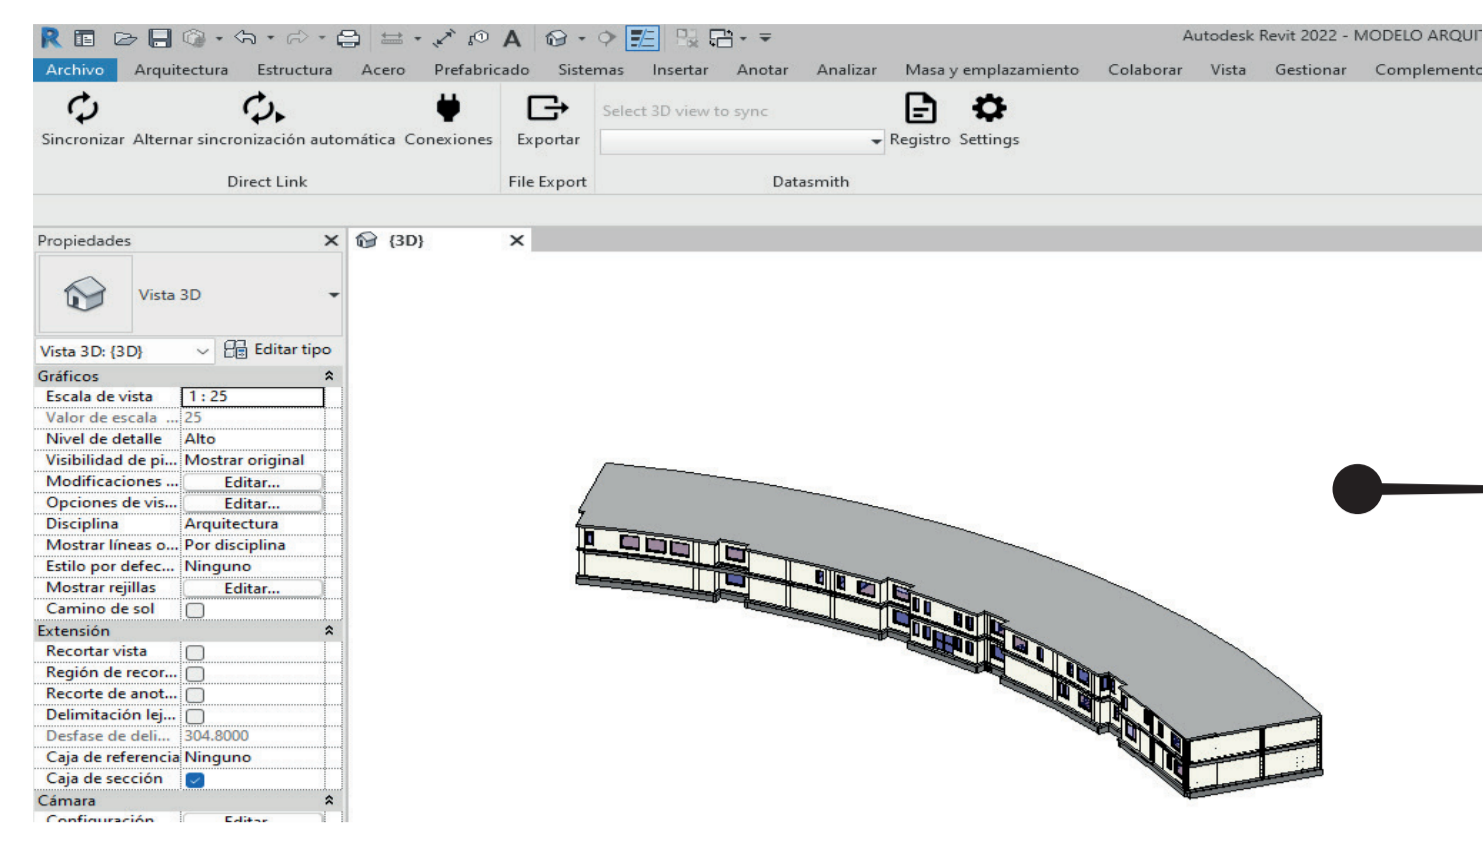 Autodesk Revit 2022 - MODELO ARQUIT
Archivo Arquitectura Estructura Acero Prefabricado Sistemas Insertar Anotar Analizar Masa y emplazamiento Colaborar Vista Gestionar Complemento
Select 3D view to sync
Sincronizar Alternar sincronización automática Conexiones Exportar Registro Settings
Direct Link File Export Datasmith
Propiedades {3D}
Vista 3D
Vista 3D: {3D} Editar tipo
Gráficos
Escala de vista 1 : 25
Valor de escala ... 25
Nivel de detalle Alto
Visibilidad de pi... Mostrar original
Modificaciones ... Editar...
Opciones de vis... Editar...
Disciplina Arquitectura
Mostrar líneas o... Por disciplina
Estilo por defec... Ninguno
Mostrar rejillas Editar...
Camino de sol
Extensión
Recortar vista
Región de recor...
Recorte de anot...
Delimitación lej...
Desfase de deli... 304.8000
Caja de referencia Ninguno
Caja de sección
Cámara
Configuración Editar